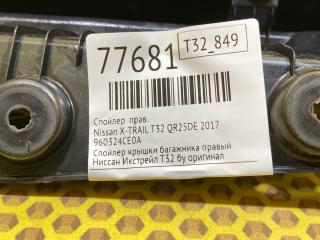 77681
T32_849
Спойлер прав.
Nissan X-TRAIL T32 QR25DE 2017
960324CE0A
Спойлер крышки багажника правый
Ниссан Икстрейл Т32 бу оригинал